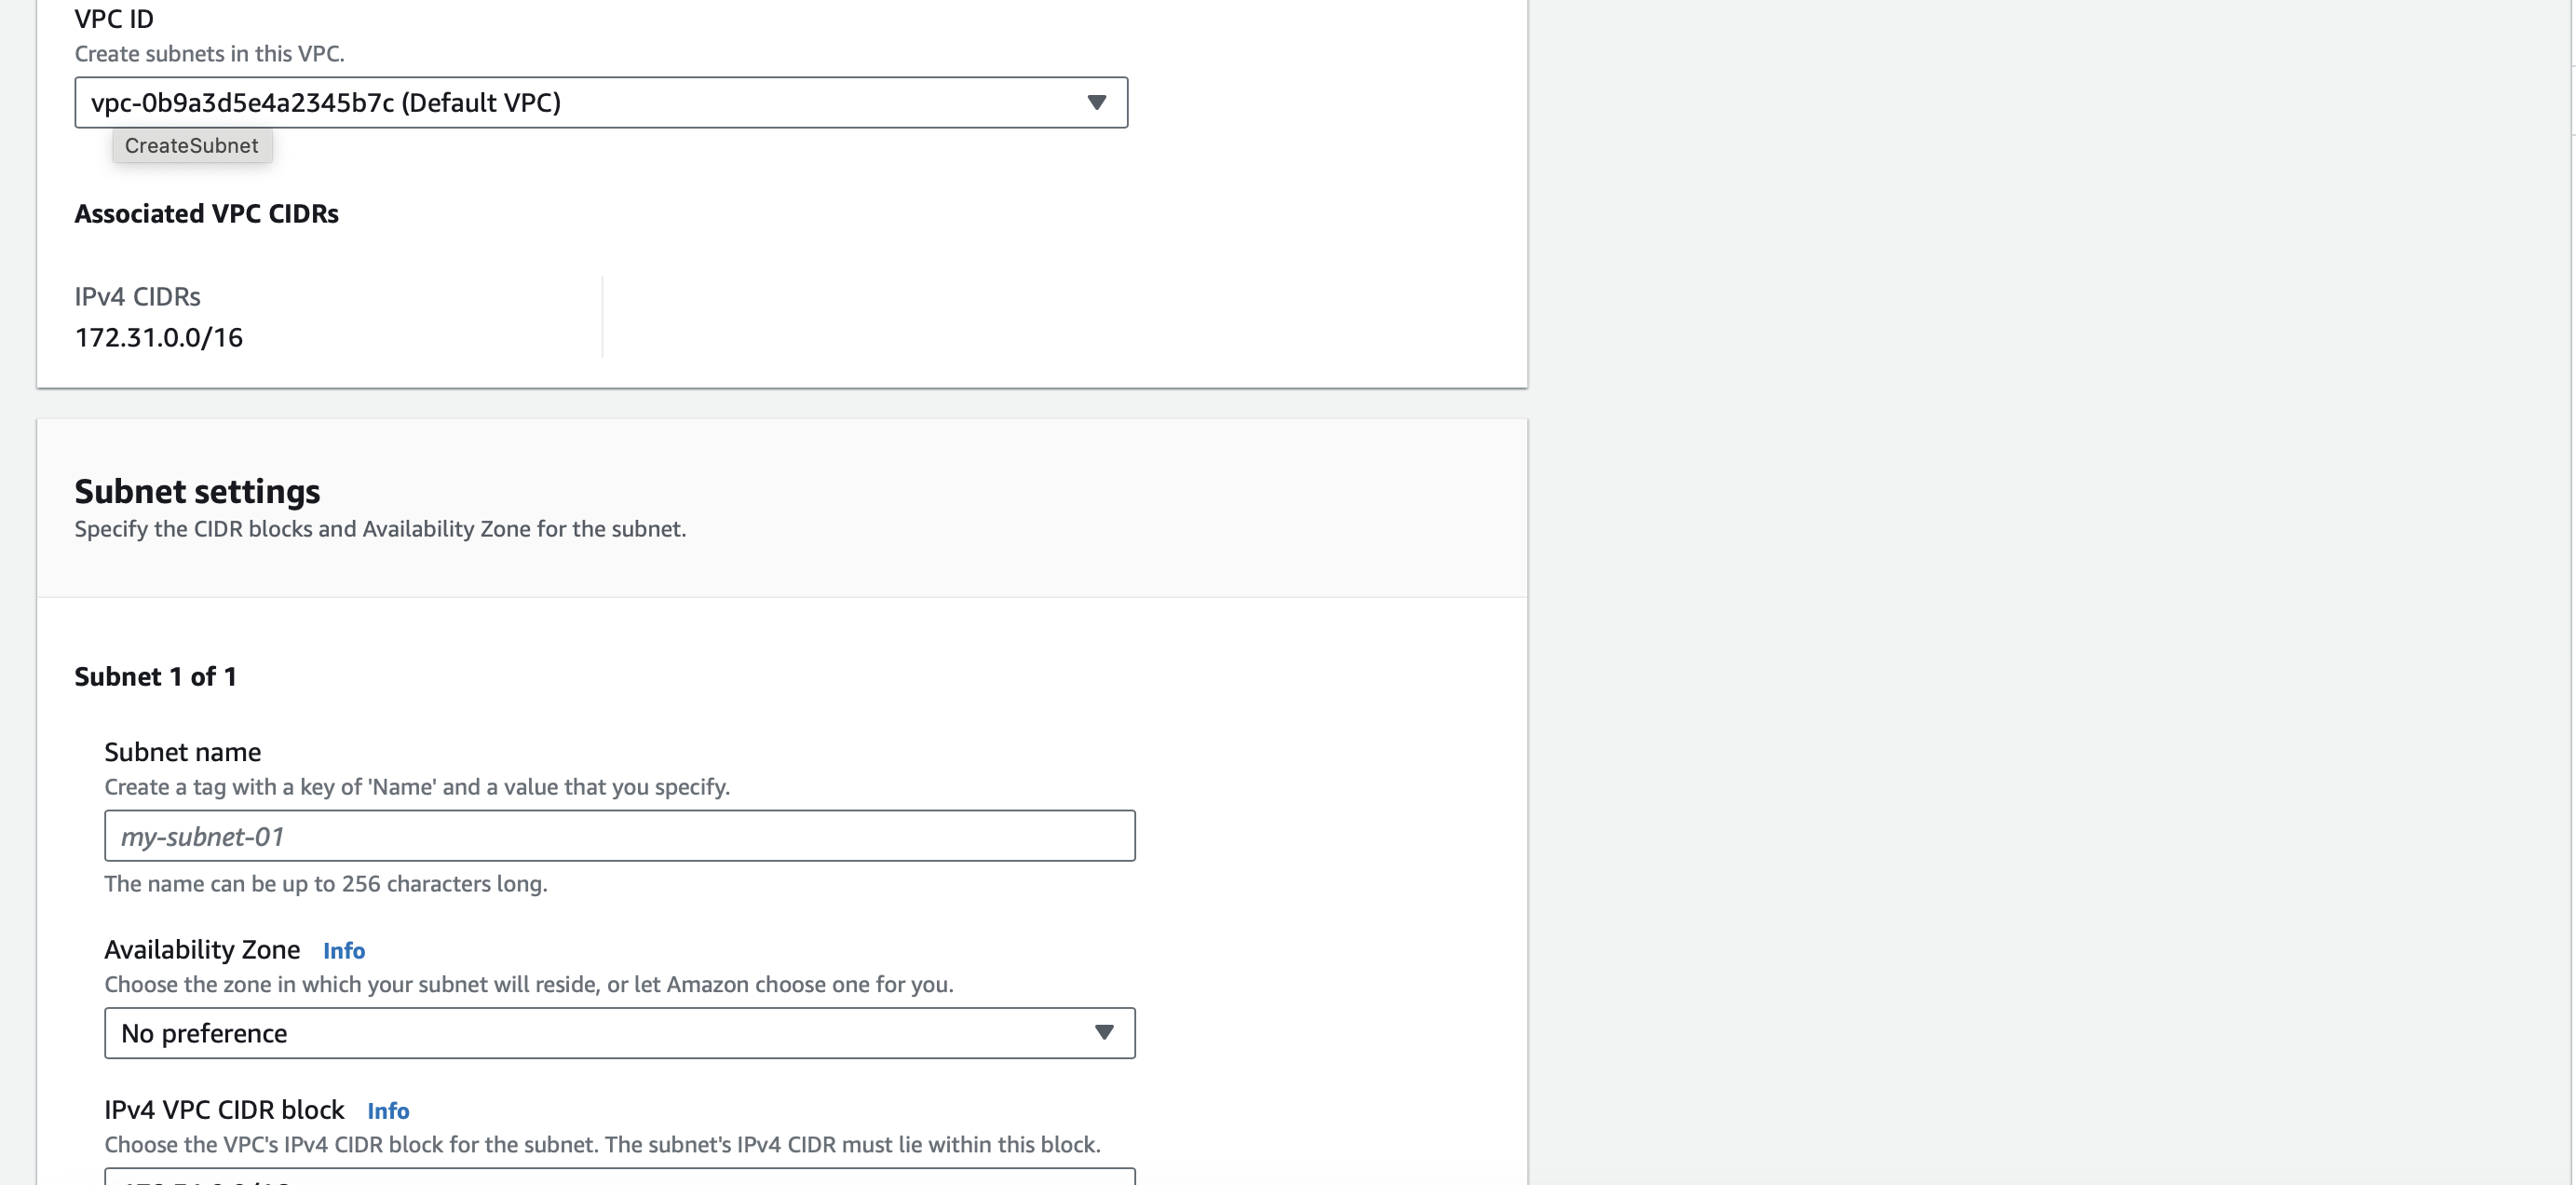 VPC ID
Create subnets in this VPC.
vpc-0b9a3d5e4a2345b7c (Default VPC)
CreateSubnet
Associated VPC CIDRs
IPv4 CIDRs
172.31.0.0/16
Subnet settings
Specify the CIDR blocks and Availability Zone for the subnet.
Subnet 1 of 1
Subnet name
Create a tag with a key of 'Name' and a value that you specify.
my-subnet-01
The name can be up to 256 characters long.
Availability Zone Info
Choose the zone in which your subnet will reside, or let Amazon choose one for you.
No preference
IPv4 VPC CIDR block Info
Choose the VPC's IPv4 CIDR block for the subnet. The subnet's IPv4 CIDR must lie within this block.